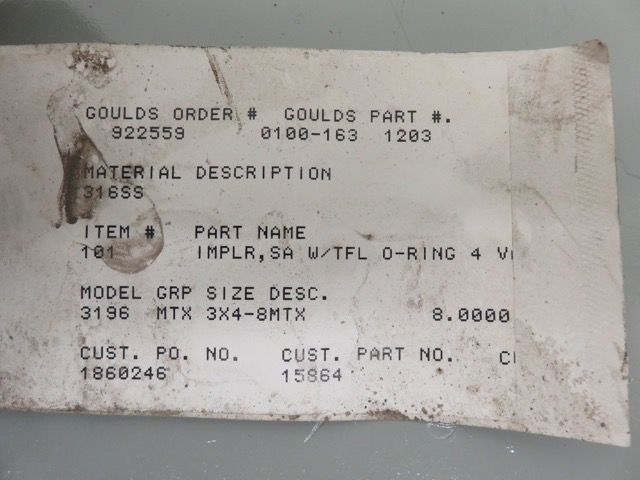 GOULDS ORDER # GOULDS PART #.
922559 0100-163 1203
MATERIAL DESCRIPTION
316SS
ITEM # PART NAME
101 IMPLR,SA W/TFL O-RING 4
MODEL GRP SIZE DESC.
3196 MTX 3X4-8MTX 8.0000
CUST. PO. NO. CUST. PART NO.
1860246 15864